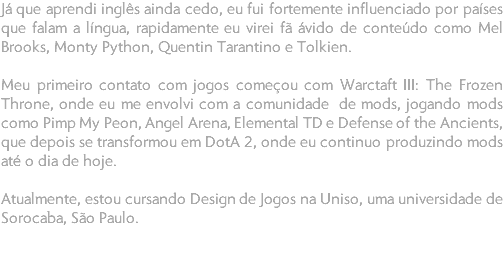 Já que aprendi inglês ainda cedo, eu fui fortemente influenciado por países
que falam a língua, rapidamente eu virei fã ávido de conteúdo como Mel
Brooks, Monty Python, Quentin Tarantino e Tolkien.
Meu primeiro contato com jogos começou com Warctaft III: The Frozen
Throne, onde eu me envolvi com a comunidade de mods, jogando mods
como Pimp My Peon, Angel Arena, Elemental TD e Defense of the Ancients,
que depois se transformou em DotA 2, onde eu continuo produzindo mods
até o dia de hoje.
Atualmente, estou cursando Design de Jogos na Uniso, uma universidade de
Sorocaba, São Paulo.